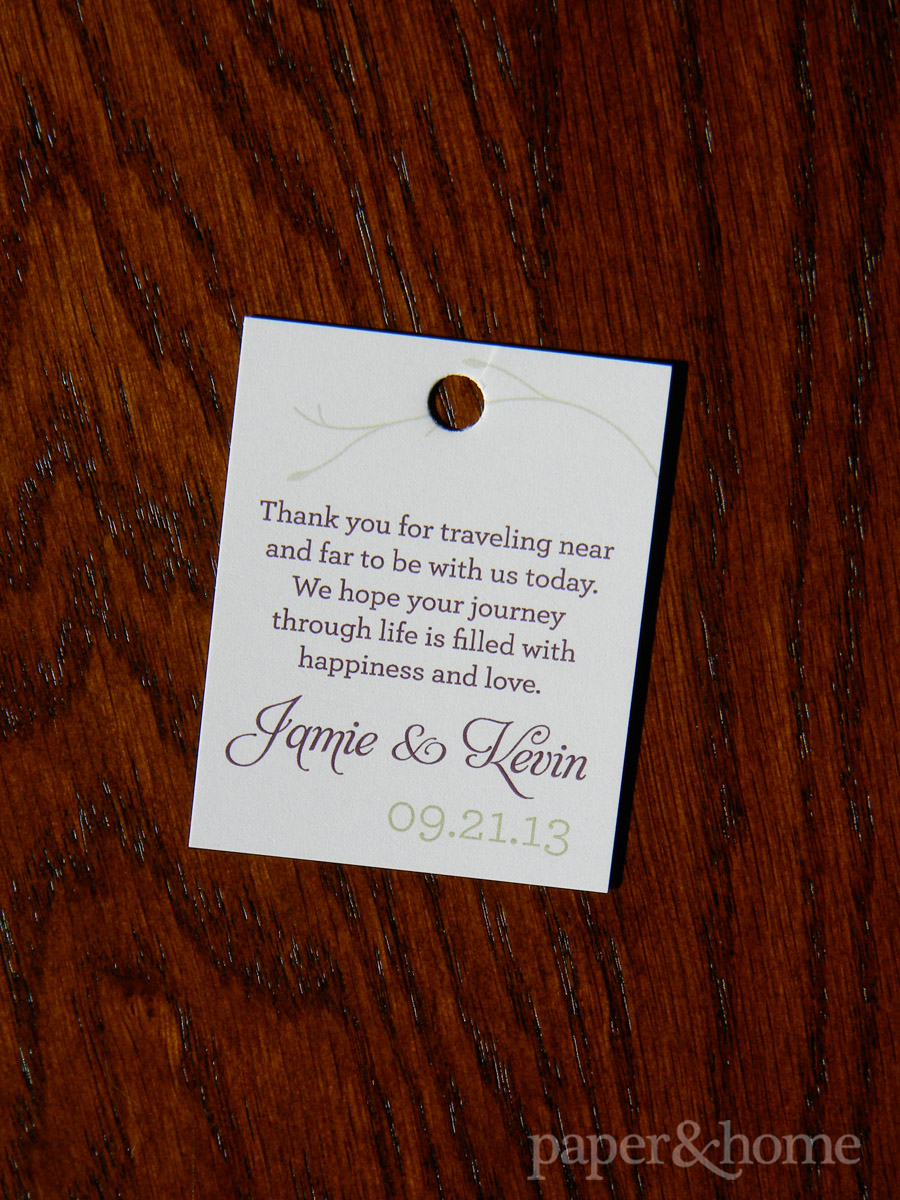 Thank you for traveling near
and far to be with us today.
We hope your journey
through life is filled with
happiness and love.
Jamie & Kevin
09.21.13
paper&home